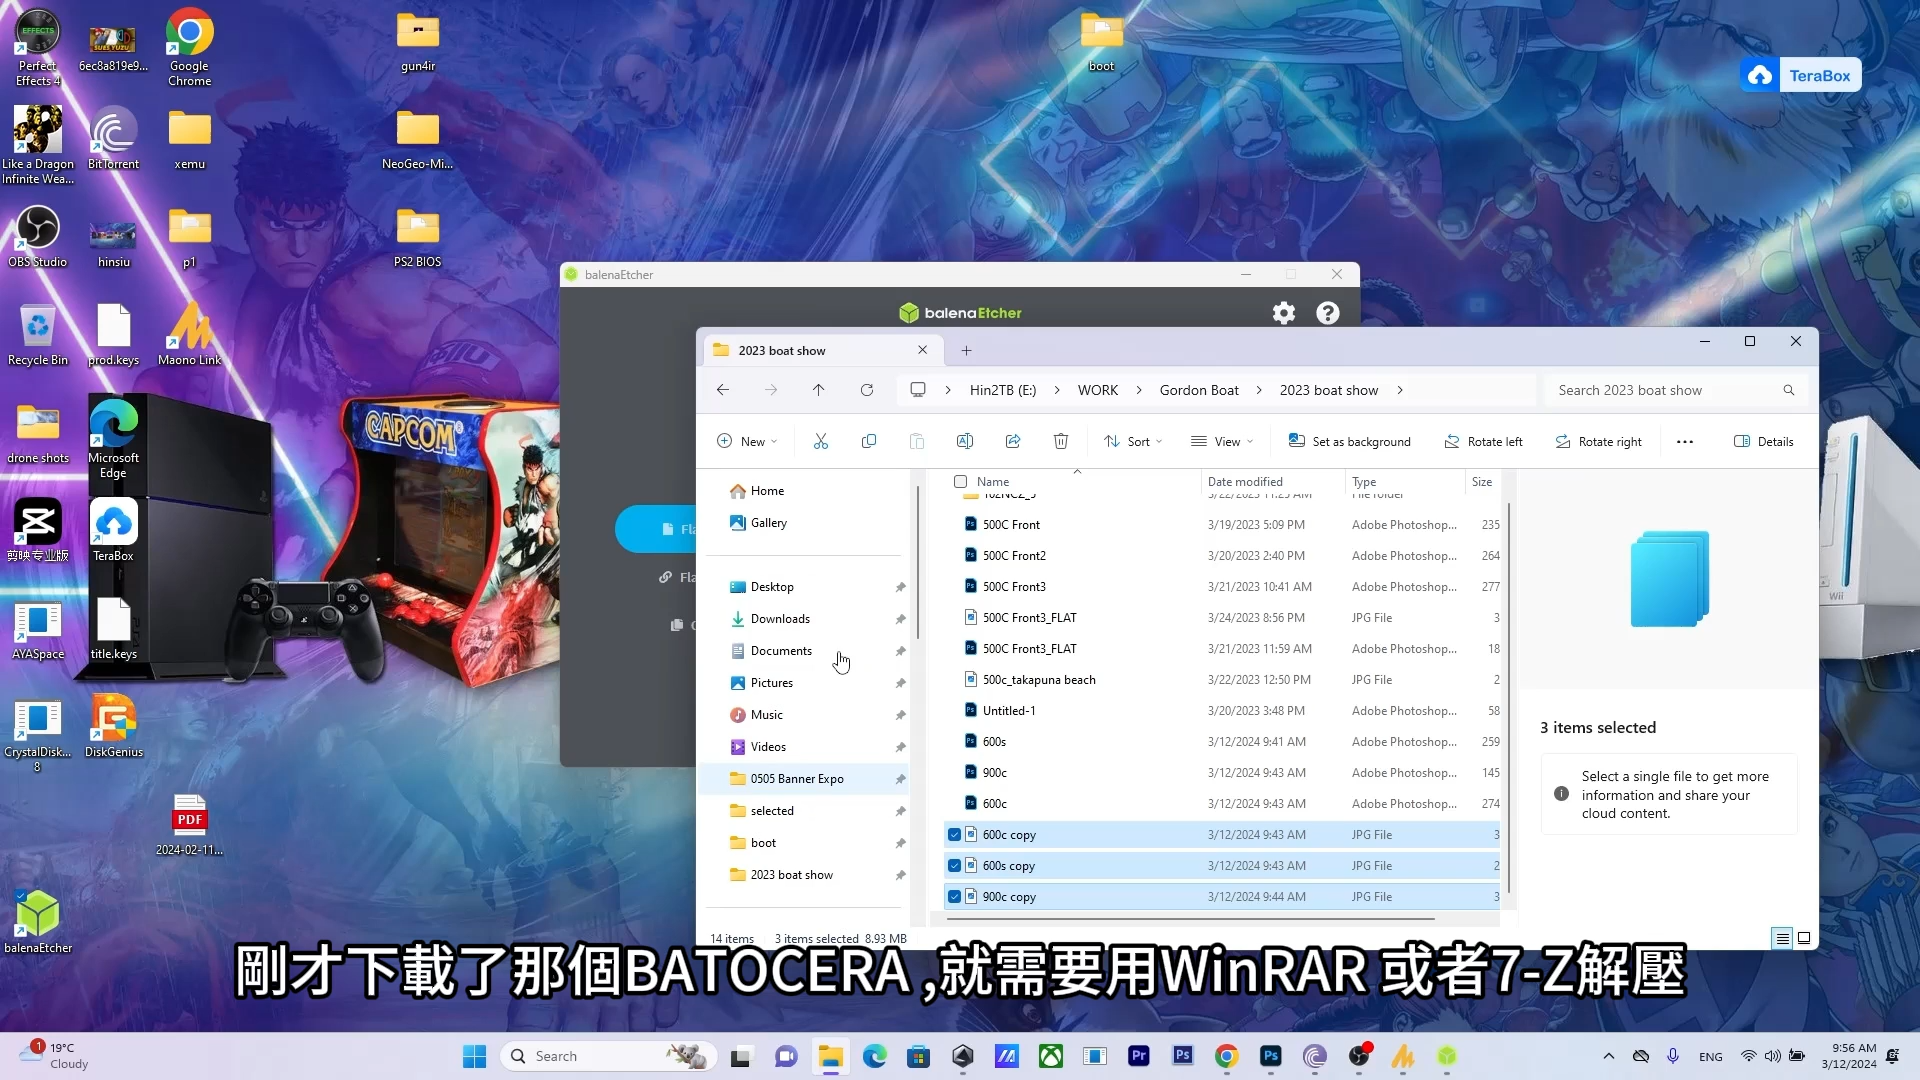 EFFECTS
Perfect
Effects 4
6ec8a819e9...
Google
Chrome
gun4ir
boot
TeraBox
Like a Dragon
Infinite Wea...
BitTorrent
xemu
NeoGeo-Mi...
OBS Studio
hinsiu
p1
PS2 BIOS
Recycle Bin
prod.keys
Maono Link
drone shots
Microsoft
Edge
剪映专业版
TeraBox
AYASpace
title.keys
CrystalDisk...
8
DiskGenius
PDF
2024-02-11...
balenaEtcher
CAPCOM
Wii
balenaEtcher
balenaEtcher
Fla
Fla
2023 boat show
Hin2TB (E:) > WORK > Gordon Boat > 2023 boat show >
Search 2023 boat show
New
Sort
View
Set as background
Rotate left
Rotate right
Details
Home
Gallery
Desktop
Downloads
Documents
Pictures
Music
Videos
0505 Banner Expo
selected
boot
2023 boat show
Name Date modified Type Size
500C Front 3/19/2023 5:09 PM Adobe Photoshop... 235
500C Front2 3/20/2023 2:40 PM Adobe Photoshop... 264
500C Front3 3/21/2023 10:41 AM Adobe Photoshop... 277
500C Front3_FLAT 3/24/2023 8:56 PM JPG File 3
500C Front3_FLAT 3/21/2023 11:59 AM Adobe Photoshop... 18
500c_takapuna beach 3/22/2023 12:50 PM JPG File 2
Untitled-1 3/20/2023 3:48 PM Adobe Photoshop... 58
600s 3/12/2024 9:41 AM Adobe Photoshop... 259
900c 3/12/2024 9:43 AM Adobe Photoshop... 145
600c 3/12/2024 9:43 AM Adobe Photoshop... 274
600c copy 3/12/2024 9:43 AM JPG File 3
600s copy 3/12/2024 9:43 AM JPG File 2
900c copy 3/12/2024 9:44 AM JPG File 3
3 items selected
Select a single file to get more
information and share your
cloud content.
14 items 3 items selected 8.93 MB
剛才下載了那個BATOCERA ,就需要用WinRAR 或者7-Z解壓
1
19°C
Cloudy
Search
Pr
Ps
Ps
ENG
9:56 AM
3/12/2024